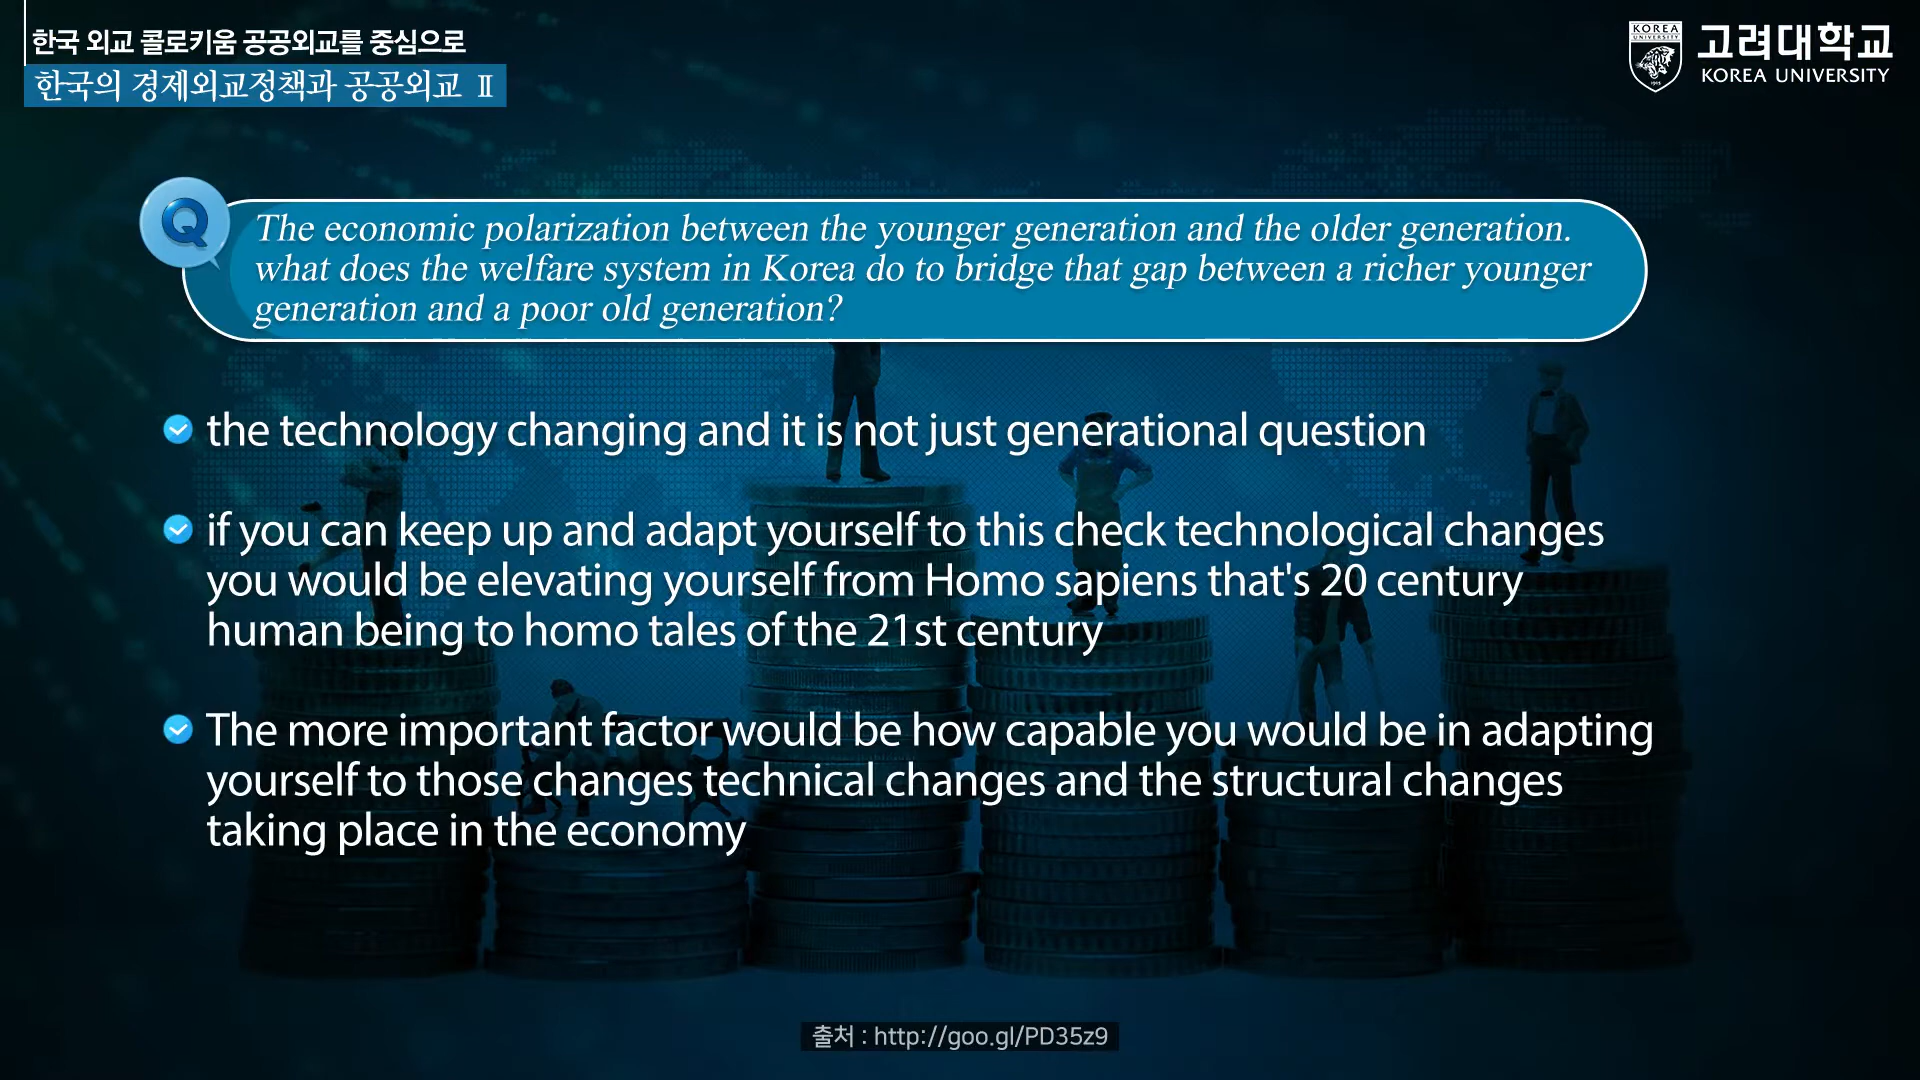 한국 외교 콜로키움 공공외교를 중심으로
한국의 경제외교정책과 공공외교 Ⅱ
KOREA
UNIVERSITY
1905
고려대학교
KOREA UNIVERSITY
Q
The economic polarization between the younger generation and the older generation.
what does the welfare system in Korea do to bridge that gap between a richer younger
generation and a poor old generation?
the technology changing and it is not just generational question
if you can keep up and adapt yourself to this check technological changes
you would be elevating yourself from Homo sapiens that's 20 century
human being to homo tales of the 21st century
The more important factor would be how capable you would be in adapting
yourself to those changes technical changes and the structural changes
taking place in the economy
출처 : http://goo.gl/PD35z9